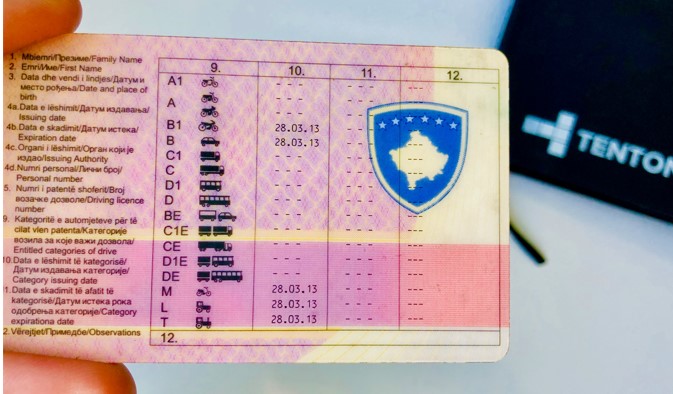 1. Mbiemri/Презиме/Family Name
2. Emri/Име/First Name
3. Data dhe vendi i lindjes/Датум и
место рођења/Date and place of
birth
4a.Data e lëshimit/Датум издавања/
Issuing date
4b.Data e skadimit/Датум истека/
Expiration date
4c.Organi i lëshimit/Орган који је
издао/Issuing Authority
4d.Numri personal/Лични број/
Personal number
5. Numri i patentë shoferit/Број
возачке дозволе/Driving licence
number
9. Kategoritë e automjeteve për të
cilat vlen patenta/Категорије
возила за које важи дозвола/
Entitled categories of drive
10.Data e lëshimit të kategorisë/
Датум издавања категорије/
Category issuing date
11.Data e skadimit të afatit të
kategorisë/Датум истека рока
одобрења категорије/Category
expirationa date
12.Vërejtjet/Примедбе/Observations
9. 10. 11. 12.
A1 --- --- ---
A --- --- ---
B1 28.03.13 --- ---
B 28.03.13 --- ---
C1 --- --- ---
C --- --- ---
D1 --- --- ---
D --- --- ---
BE --- --- ---
C1E --- --- ---
CE --- --- ---
D1E --- --- ---
DE --- --- ---
M 28.03.13 --- ---
L 28.03.13 --- ---
T 28.03.13 --- ---
12.
TENTON